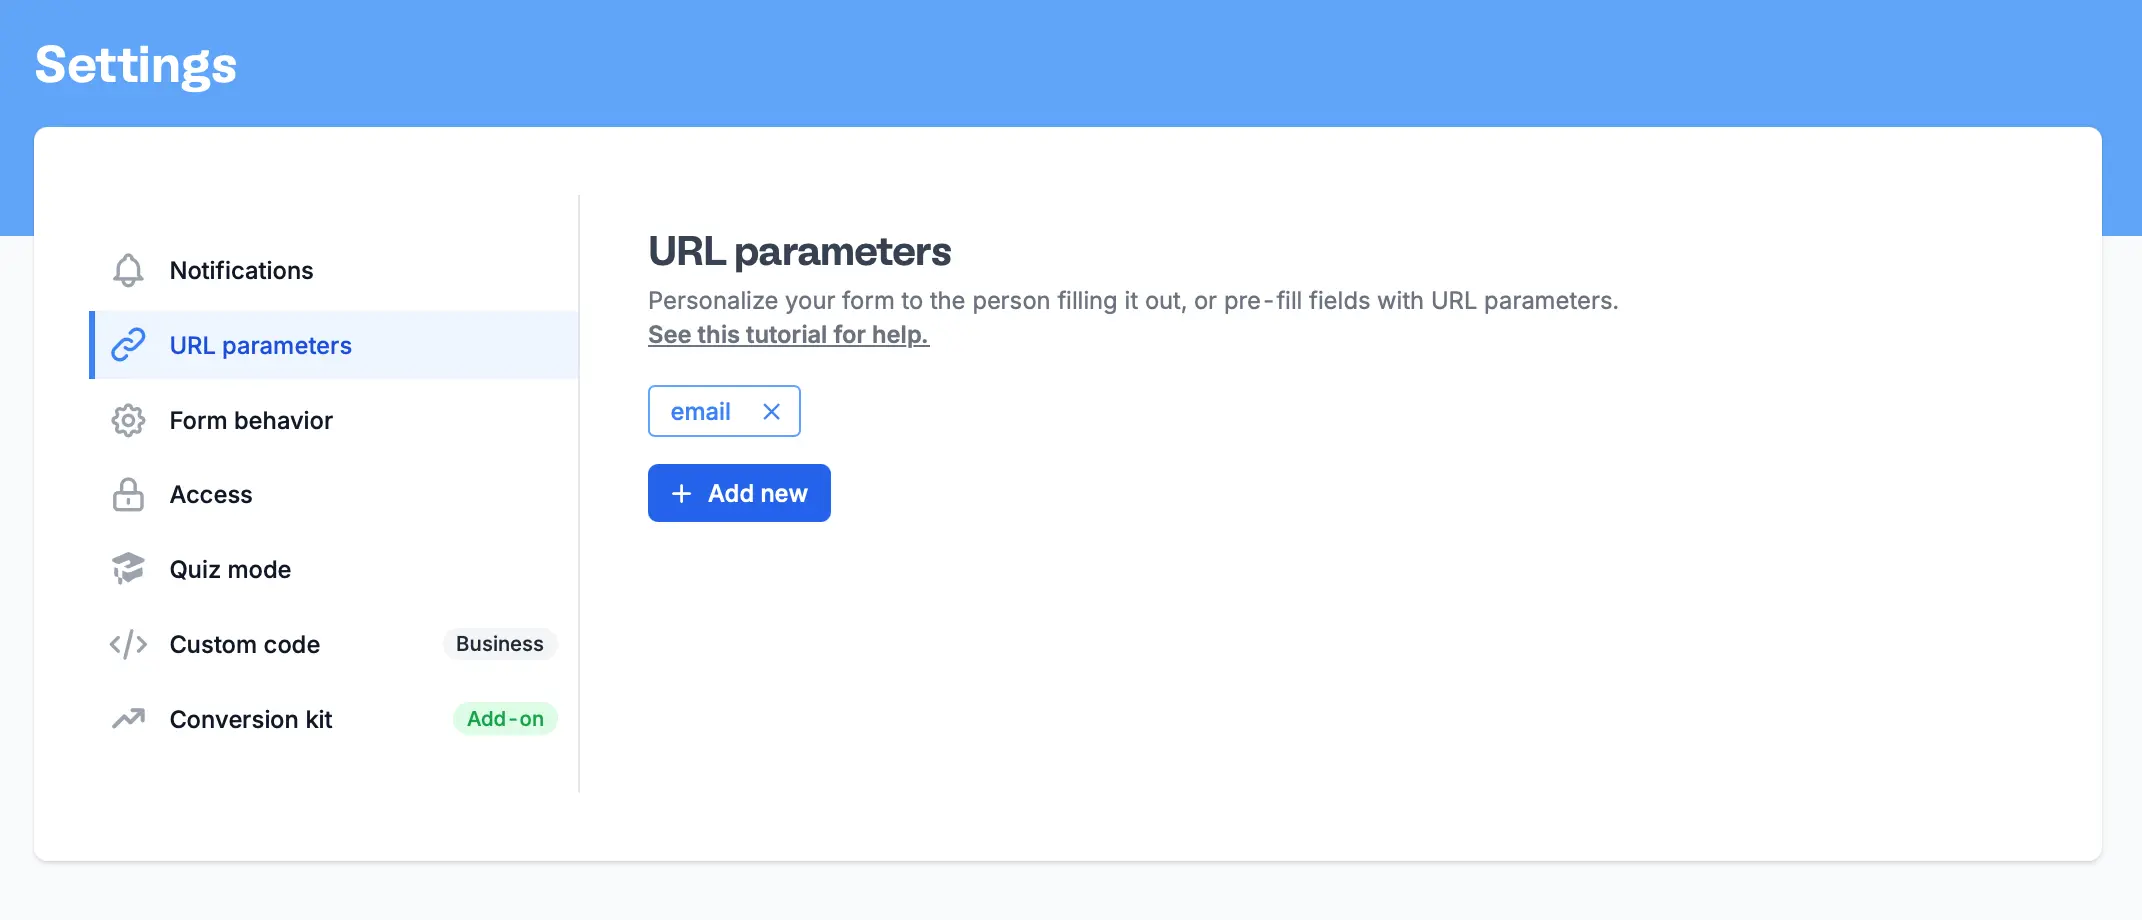 Settings
Notifications
URL parameters
Form behavior
Access
Quiz mode
Custom code
Business
Conversion kit
Add-on
URL parameters
Personalize your form to the person filling it out, or pre-fill fields with URL parameters.
See this tutorial for help.
email
Add new